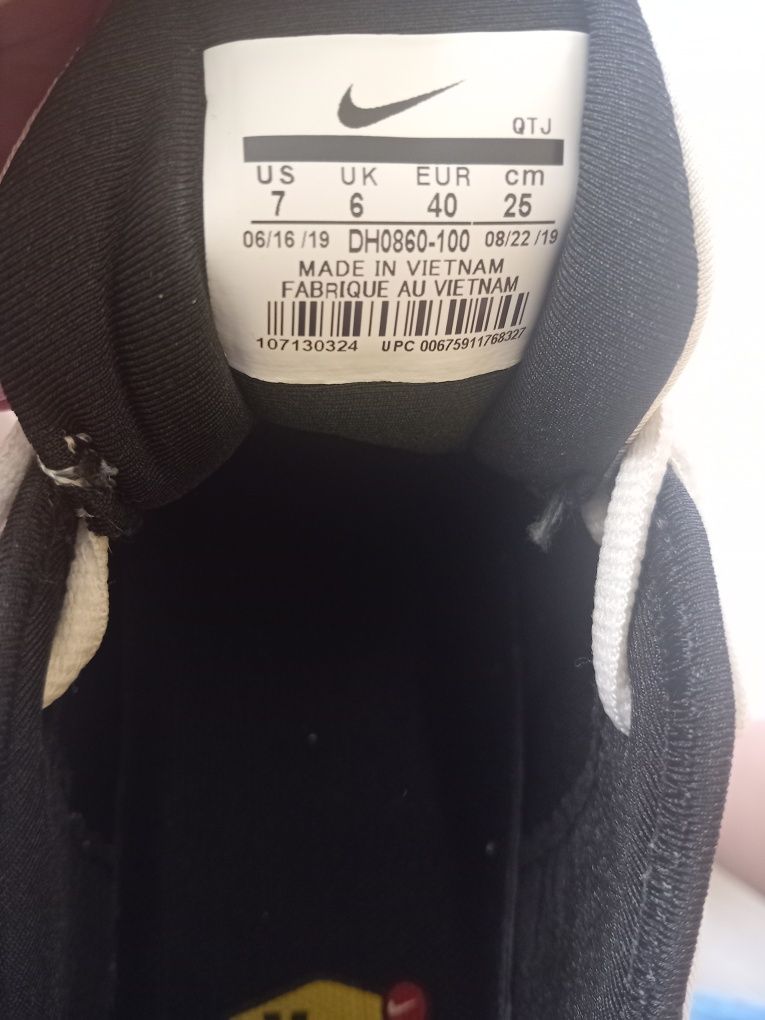 QTJ
US UK EUR cm
7 6 40 25
06/16 /19 DH0860-100 08/22 /19
MADE IN VIETNAM
FABRIQUE AU VIETNAM
107130324 UPC 00675911768327